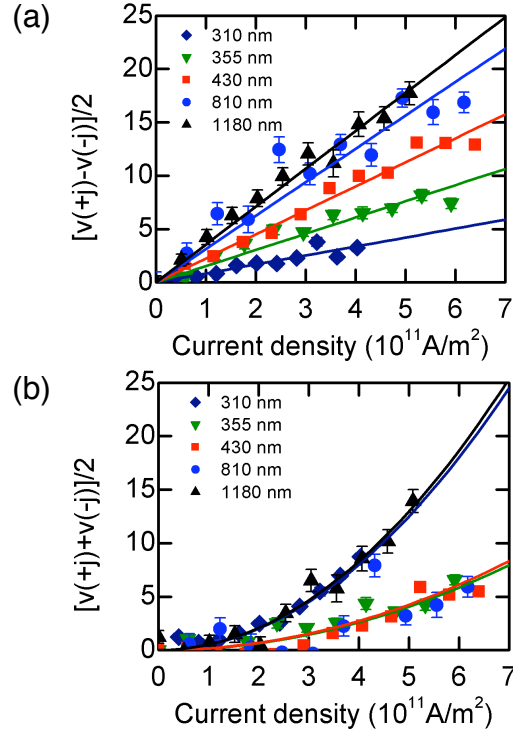 (a)
[v(+j)-v(-j)]/2
25
20
15
10
5
0
310 nm
355 nm
430 nm
810 nm
1180 nm
0 1 2 3 4 5 6 7
Current density (10¹¹A/m²)
(b)
[v(+j)+v(-j)]/2
25
20
15
10
5
0
310 nm
355 nm
430 nm
810 nm
1180 nm
0 1 2 3 4 5 6 7
Current density (10¹¹A/m²)